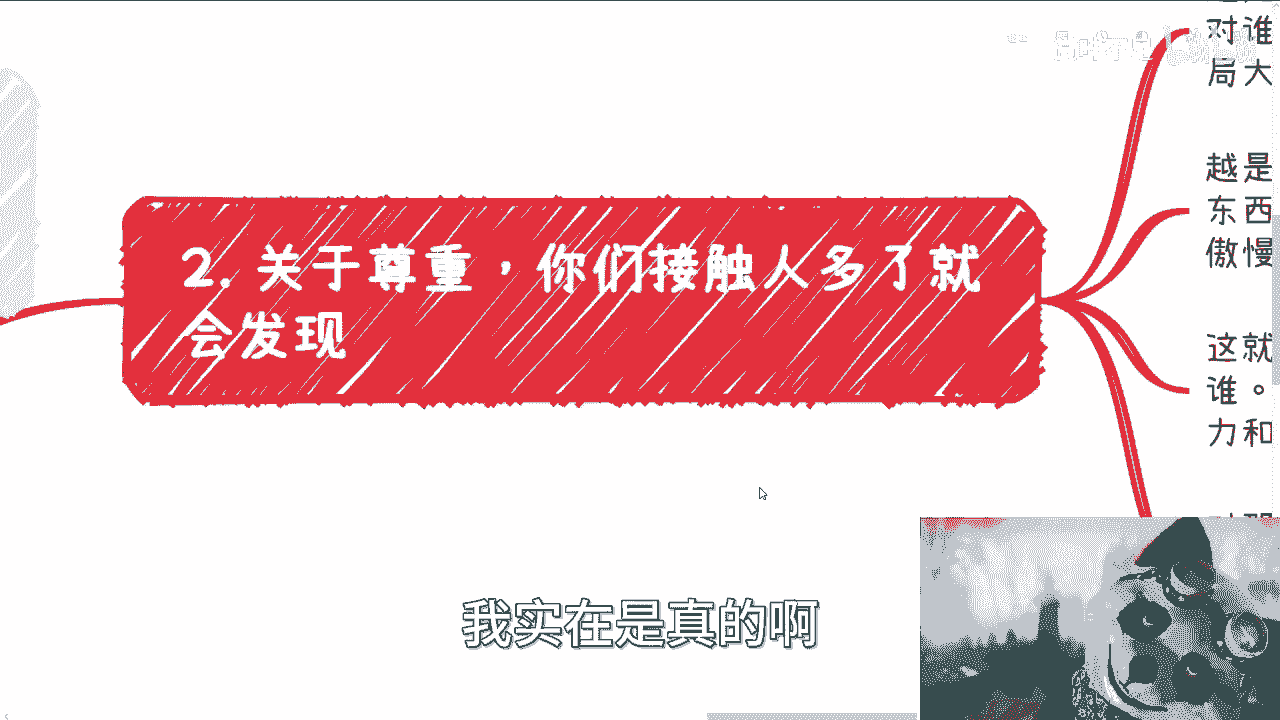 2. 关于尊重，你们接触人多了就
会发现
对谁
局大
越是
东西
傲慢
这就
谁。
力和
我实在是真的啊